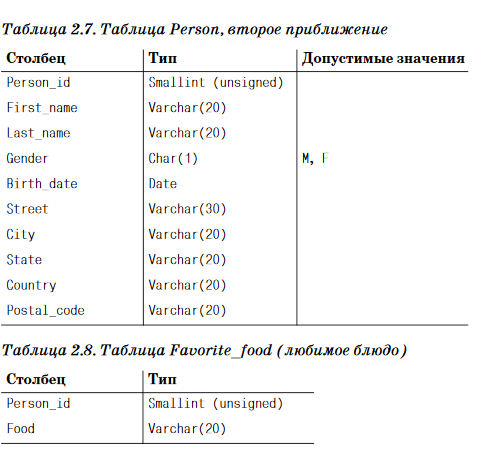 Таблица 2.7. Таблица Person, второе приближение
Столбец Тип Допустимые значения
Person_id Smallint (unsigned)
First_name Varchar(20)
Last_name Varchar(20)
Gender Char(1) M, F
Birth_date Date
Street Varchar(30)
City Varchar(20)
State Varchar(20)
Country Varchar(20)
Postal_code Varchar(20)
Таблица 2.8. Таблица Favorite_food (любимое блюдо)
Столбец Тип
Person_id Smallint (unsigned)
Food Varchar(20)